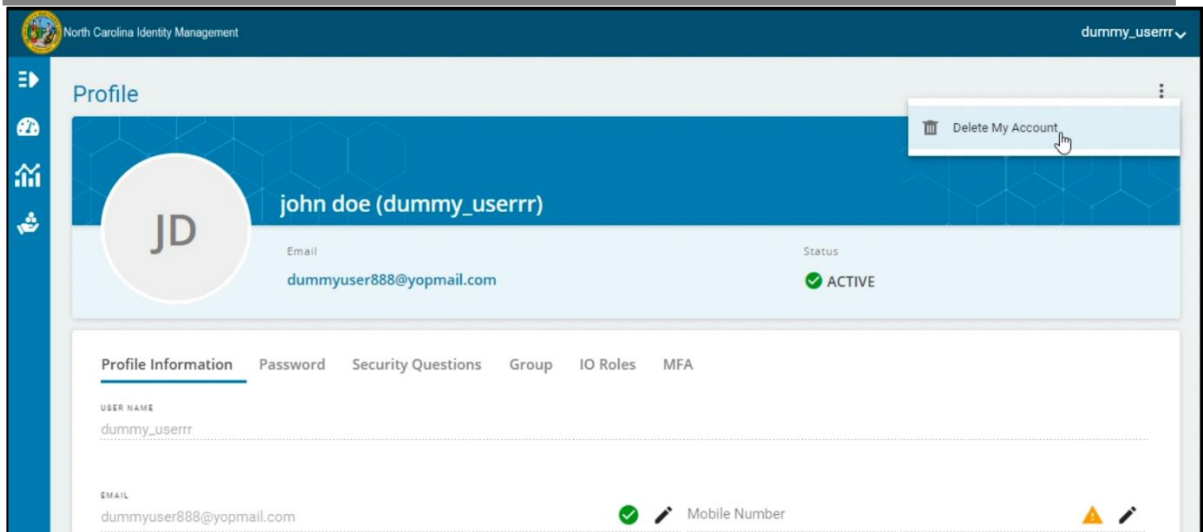 North Carolina Identity Management
dummy_userrr
Profile
Delete My Account
JD
john doe (dummy_userrr)
Email
Status
dummyuser888@yopmail.com
ACTIVE
Profile Information Password Security Questions Group IO Roles MFA
USER NAME
dummy_userrr
EMAIL
dummyuser888@yopmail.com
Mobile Number